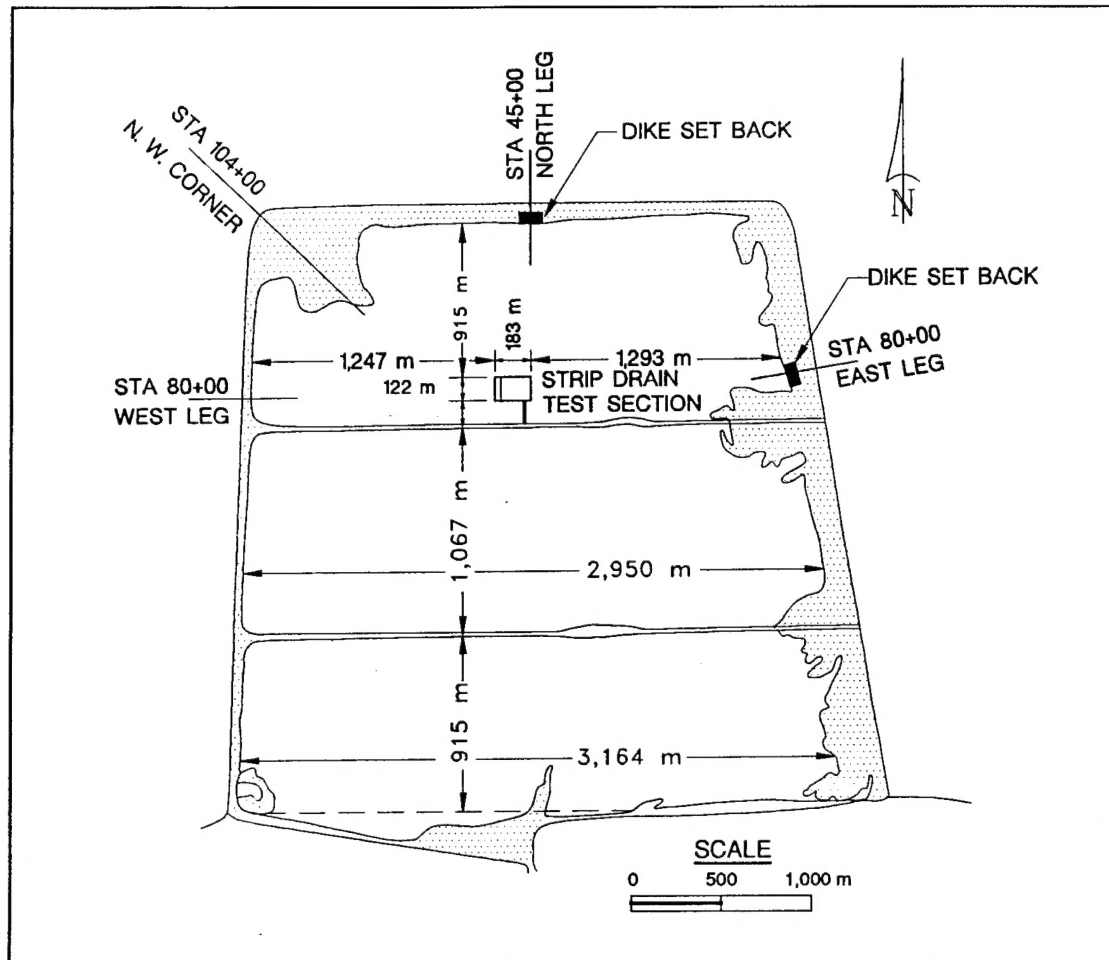 STA 45+00
NORTH LEG
DIKE SET BACK
STA 104+00
N. W. CORNER
N
DIKE SET BACK
915 m
183 m
1,247 m
1,293 m
STA 80+00
EAST LEG
STA 80+00
WEST LEG
122 m
STRIP DRAIN
TEST SECTION
1,067 m
2,950 m
915 m
3,164 m
SCALE
0 500 1,000 m